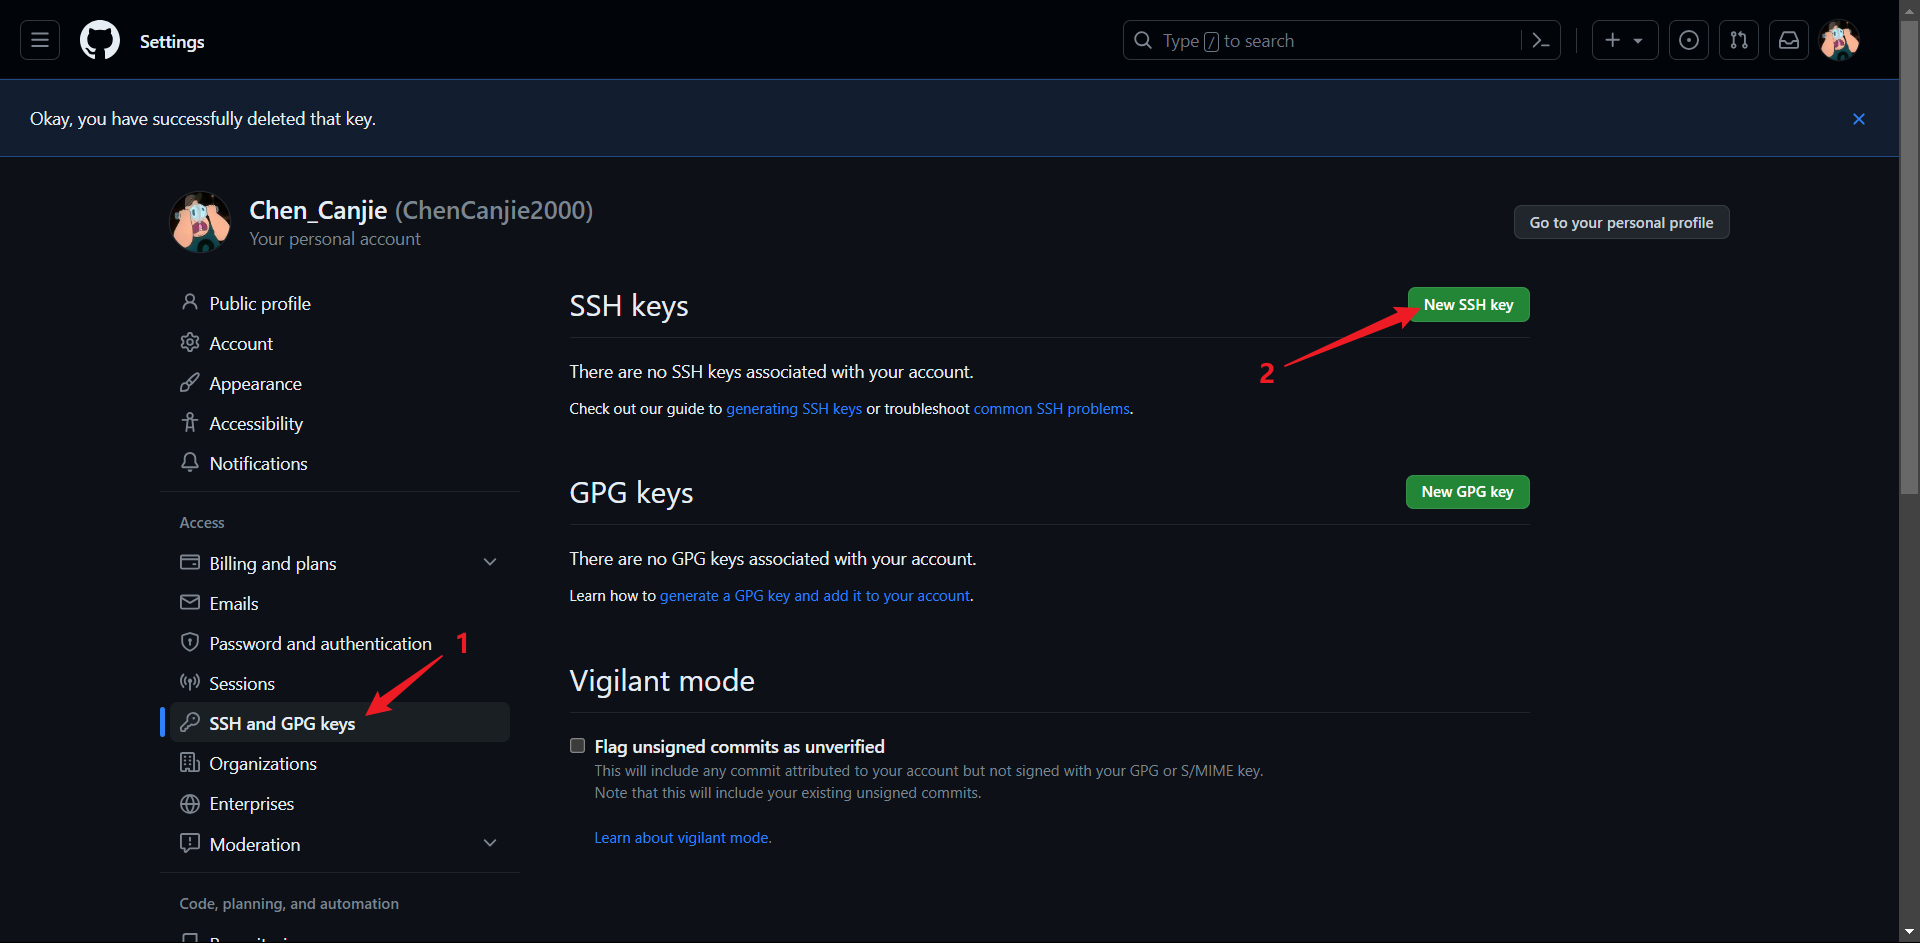 Settings
Type / to search
Okay, you have successfully deleted that key.
Chen_Canjie (ChenCanjie2000)
Your personal account
Go to your personal profile
Public profile
Account
Appearance
Accessibility
Notifications
Access
Billing and plans
Emails
Password and authentication
1
Sessions
SSH and GPG keys
Organizations
Enterprises
Moderation
Code, planning, and automation
SSH keys
New SSH key
2
There are no SSH keys associated with your account.
Check out our guide to generating SSH keys or troubleshoot common SSH problems.
GPG keys
New GPG key
There are no GPG keys associated with your account.
Learn how to generate a GPG key and add it to your account.
Vigilant mode
Flag unsigned commits as unverified
This will include any commit attributed to your account but not signed with your GPG or S/MIME key.
Note that this will include your existing unsigned commits.
Learn about vigilant mode.